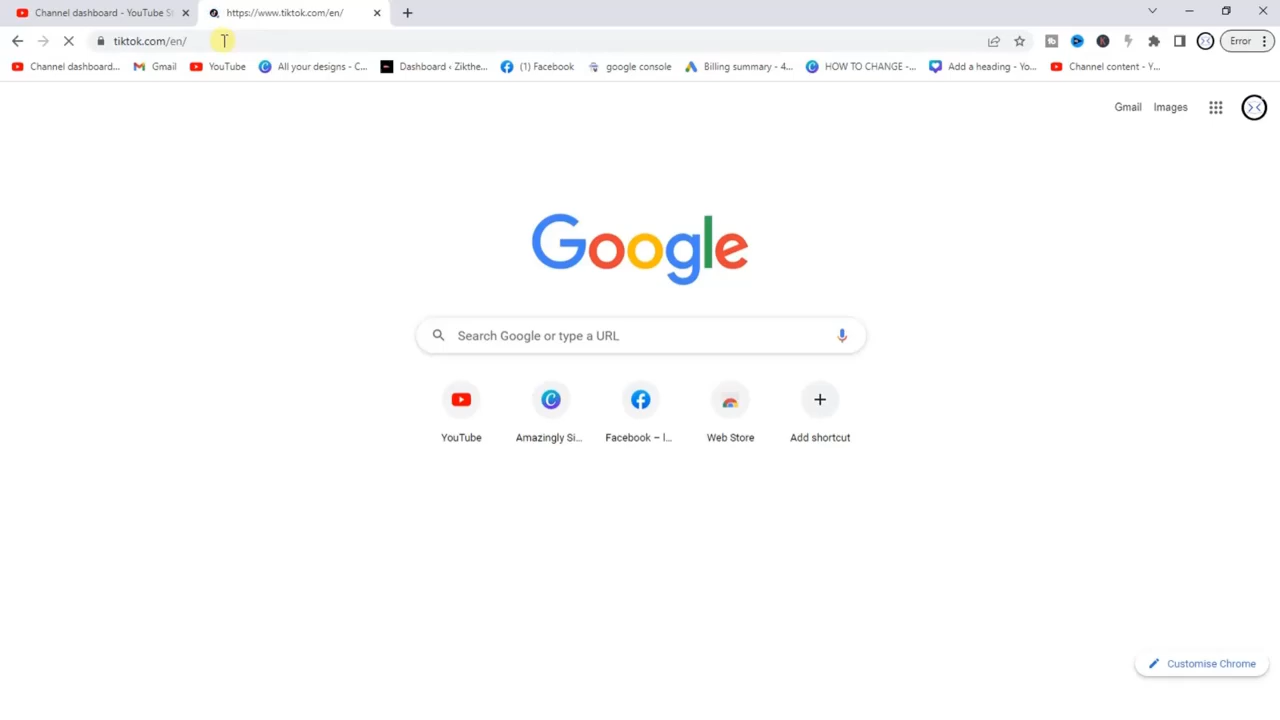 Channel dashboard - YouTube St
https://www.tiktok.com/en/
tiktok.com/en/
Error
Channel dashboard...
Gmail
YouTube
All your designs - C...
Dashboard ‹ Zikthe...
(1) Facebook
google console
Billing summary - 4...
HOW TO CHANGE -...
Add a heading - Yo...
Channel content - Y...
Gmail
Images
Google
Search Google or type a URL
YouTube
Amazingly Si...
Facebook – l...
Web Store
Add shortcut
Customise Chrome